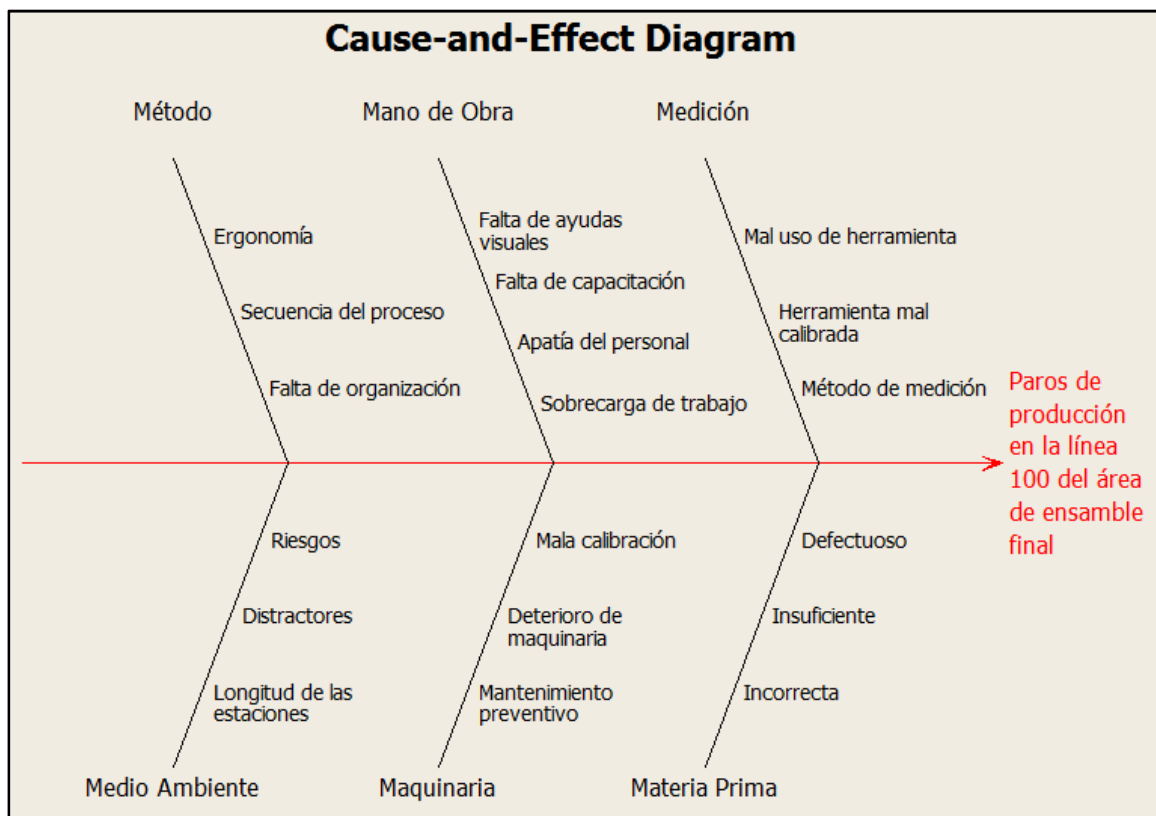 Cause-and-Effect Diagram
Método
Mano de Obra
Medición
Ergonomía
Secuencia del proceso
Falta de organización
Falta de ayudas
visuales
Falta de capacitación
Apatía del personal
Sobrecarga de trabajo
Mal uso de herramienta
Herramienta mal
calibrada
Método de medición
Paros de
producción
en la línea
100 del área
de ensamble
final
Riesgos
Distractores
Longitud de las
estaciones
Mala calibración
Deterioro de
maquinaria
Mantenimiento
preventivo
Defectuoso
Insuficiente
Incorrecta
Medio Ambiente
Maquinaria
Materia Prima